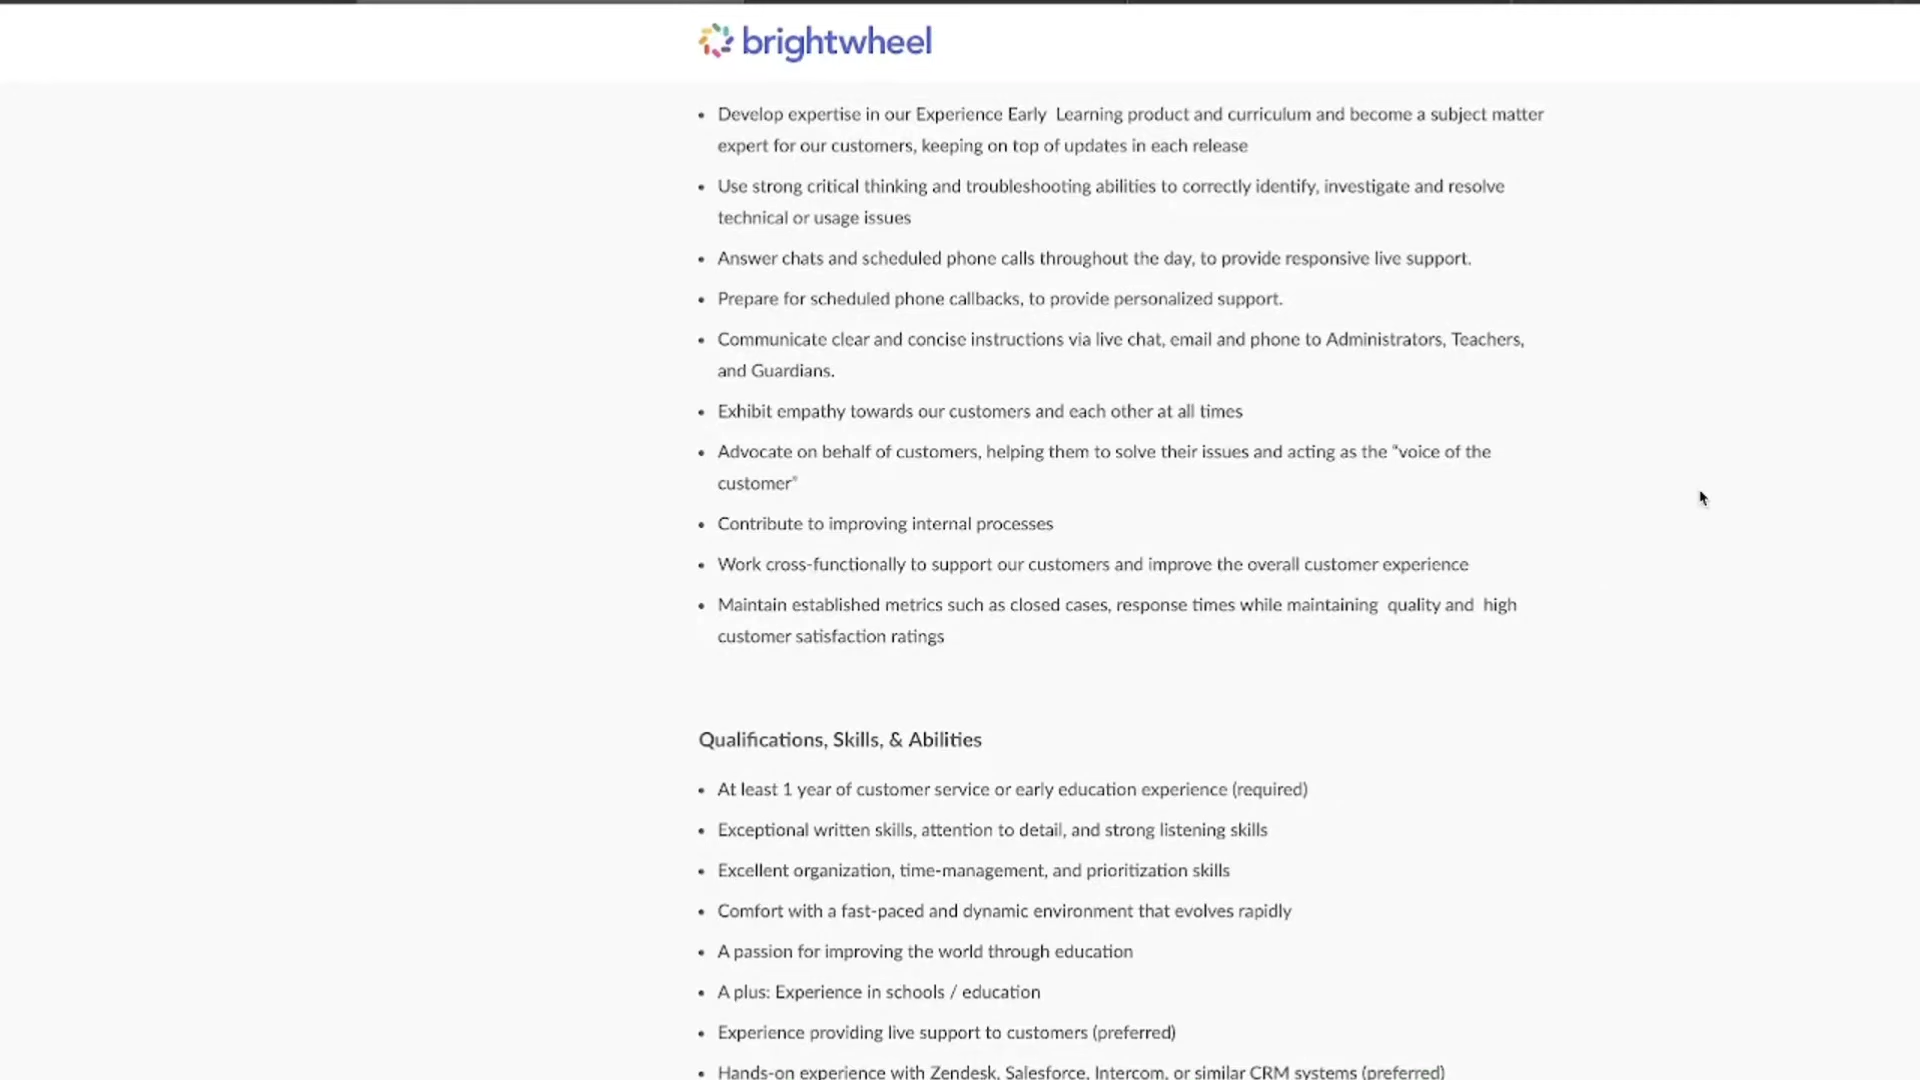 brightwheel
• Develop expertise in our Experience Early  Learning product and curriculum and become a subject matter
expert for our customers, keeping on top of updates in each release
• Use strong critical thinking and troubleshooting abilities to correctly identify, investigate and resolve
technical or usage issues
• Answer chats and scheduled phone calls throughout the day, to provide responsive live support.
• Prepare for scheduled phone callbacks, to provide personalized support.
• Communicate clear and concise instructions via live chat, email and phone to Administrators, Teachers,
and Guardians.
• Exhibit empathy towards our customers and each other at all times
• Advocate on behalf of customers, helping them to solve their issues and acting as the “voice of the
customer”
• Contribute to improving internal processes
• Work cross-functionally to support our customers and improve the overall customer experience
• Maintain established metrics such as closed cases, response times while maintaining  quality and  high
customer satisfaction ratings
Qualifications, Skills, & Abilities
• At least 1 year of customer service or early education experience (required)
• Exceptional written skills, attention to detail, and strong listening skills
• Excellent organization, time-management, and prioritization skills
• Comfort with a fast-paced and dynamic environment that evolves rapidly
• A passion for improving the world through education
• A plus: Experience in schools / education
• Experience providing live support to customers (preferred)
• Hands-on experience with Zendesk, Salesforce, Intercom, or similar CRM systems (preferred)